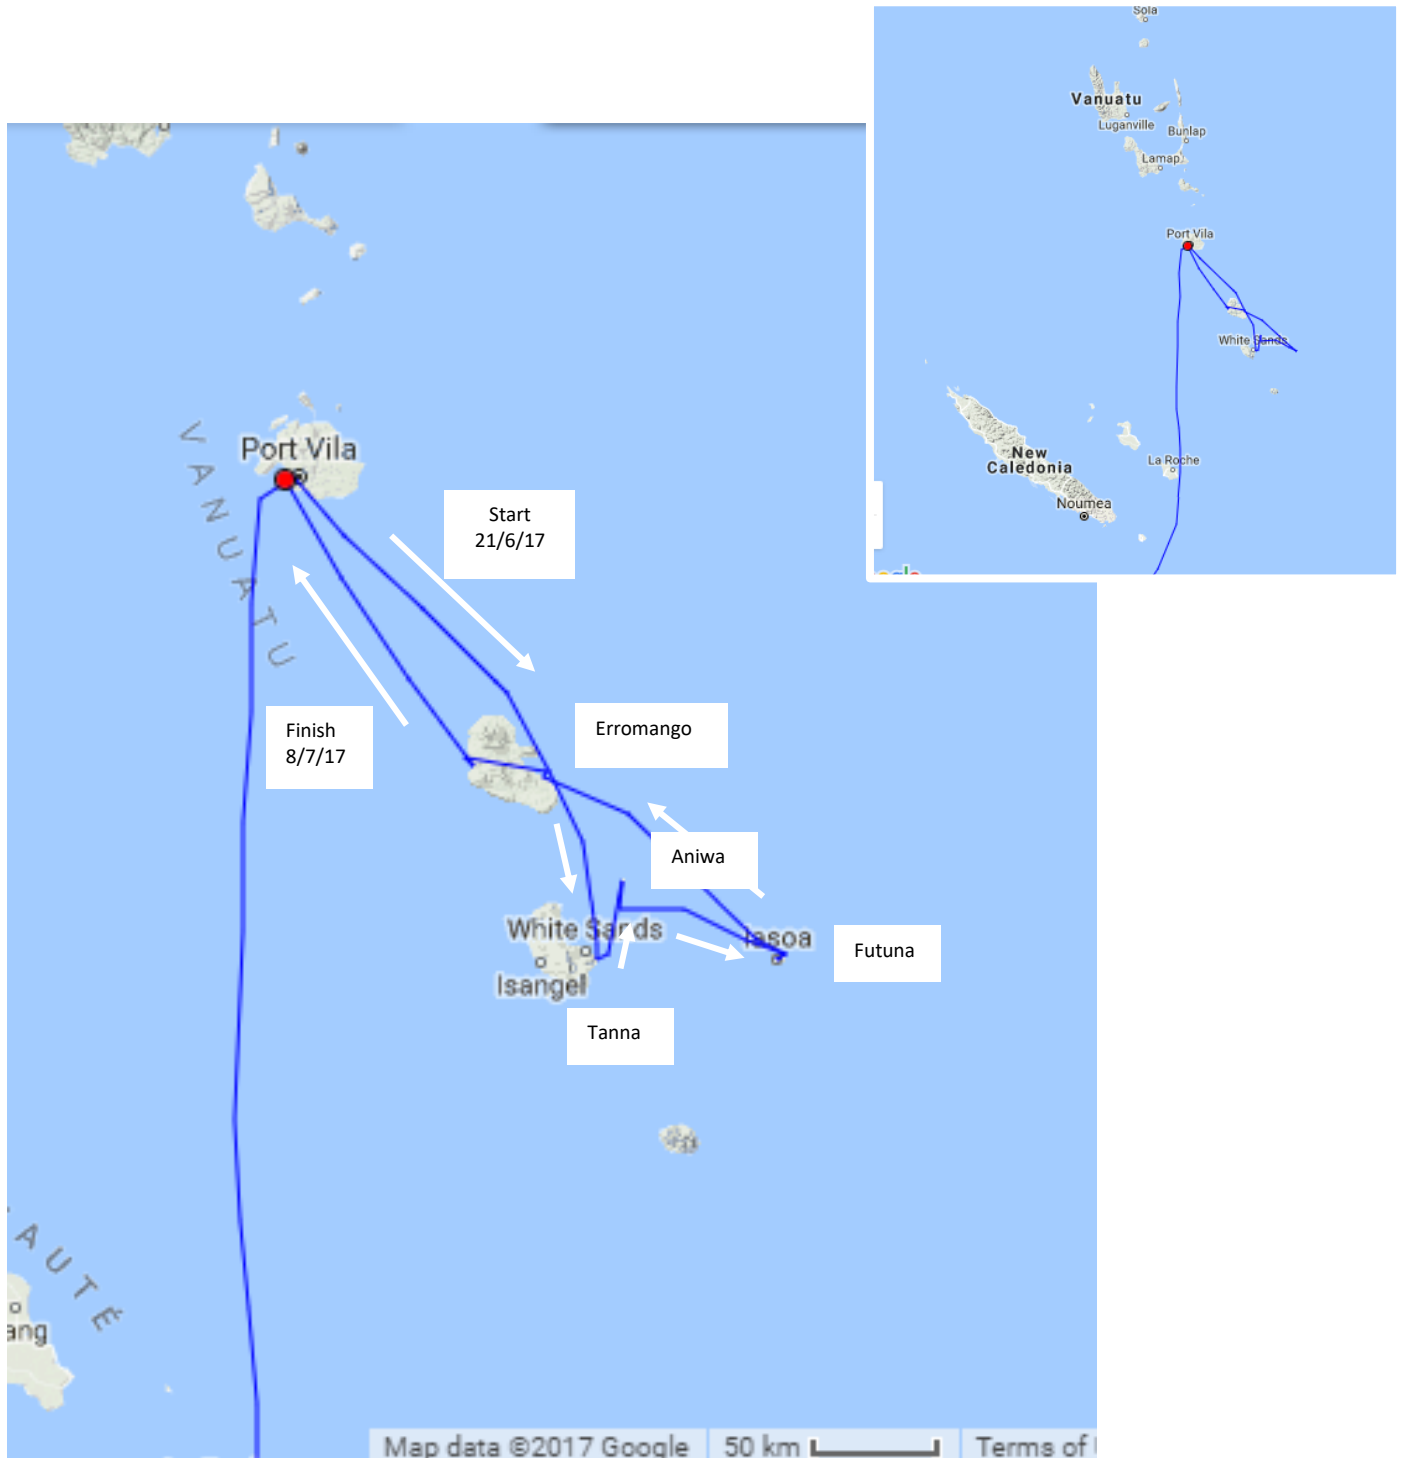 Sola
Vanuatu
Luganville
Bunlap
Lamap
Port Vila
White Sands
La Roche
New
Caledonia
Noumea
Port Vila
VANUATU
Start
21/6/17
Finish
8/7/17
Erromango
Aniwa
White Sands
Iasoa
Futuna
Isangel
Tanna
AUTÉ
ang
Map data ©2017 Google
50 km
Terms of